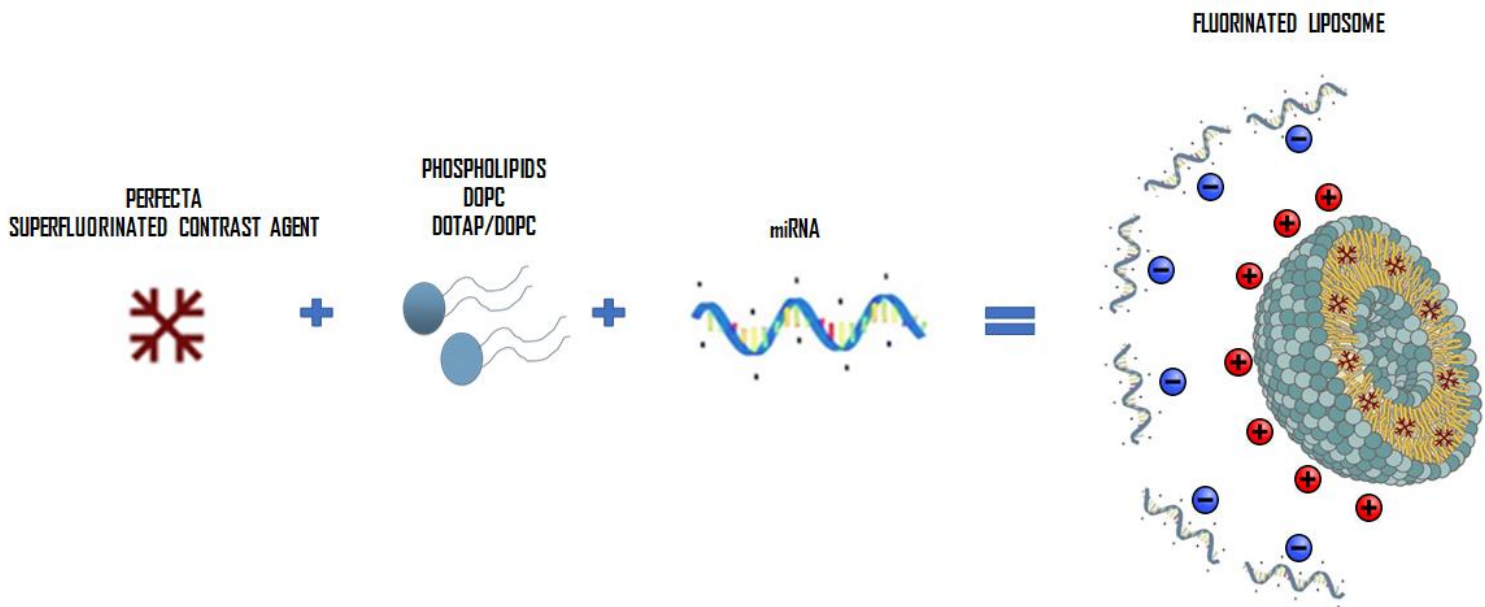 FLUORINATED LIPOSOME
PERFECTA
SUPERFLUORINATED CONTRAST AGENT
+
PHOSPHOLIPIDS
DOPC
DOTAP/DOPC
+
miRNA
=